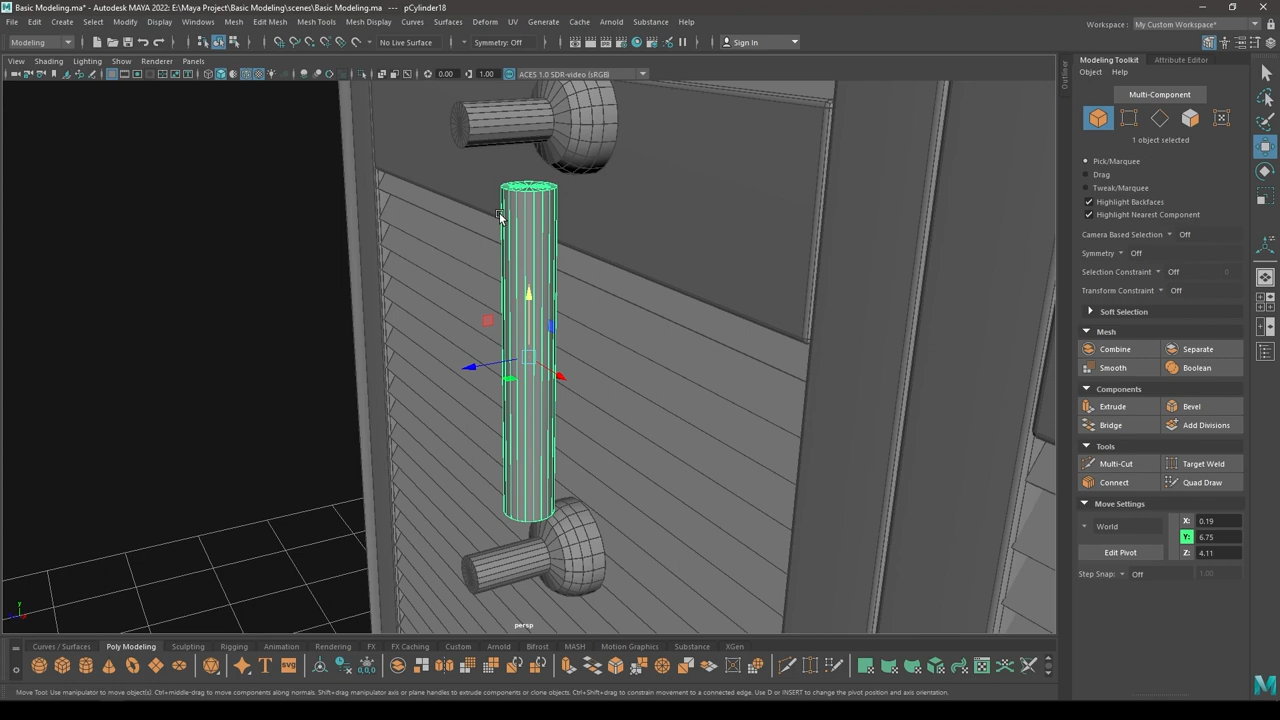 Basic Modeling.ma* - Autodesk MAYA 2022: E:\Maya Project\Basic Modeling\scenes\Basic Modeling.ma --- pCylinder18
File Edit Create Select Modify Display Windows Mesh Edit Mesh Mesh Tools Mesh Display Curves Surfaces Deform UV Generate Cache Arnold Substance Help
Workspace : My Custom Workspace*
Modeling No Live Surface Symmetry: Off Sign In
View Shading Lighting Show Renderer Panels
0.00 1.00 ACES 1.0 SDR-video (sRGB)
Outliner
Modeling Toolkit Attribute Editor
Object Help
Multi-Component
1 object selected
Pick/Marquee
Drag
Tweak/Marquee
Highlight Backfaces
Highlight Nearest Component
Camera Based Selection Off
Symmetry Off
Selection Constraint Off 0
Transform Constraint Off
Soft Selection
Mesh
Combine Separate
Smooth Boolean
Components
Extrude Bevel
Bridge Add Divisions
Tools
Multi-Cut Target Weld
Connect Quad Draw
Move Settings
World X: 0.19
Y: 6.75
Edit Pivot Z: 4.11
Step Snap: Off 1.00
y
persp
Curves / Surfaces Poly Modeling Sculpting Rigging Animation Rendering FX FX Caching Custom Arnold Bifrost MASH Motion Graphics Substance XGen
T SVG
0,0,0
Move Tool: Use manipulator to move object(s). Ctrl+middle-drag to move components along normals. Shift+drag manipulator axis or plane handles to extrude components or clone objects. Ctrl+Shift+drag to constrain movement to a connected edge. Use D or INSERT to change the pivot position and axis orientation.